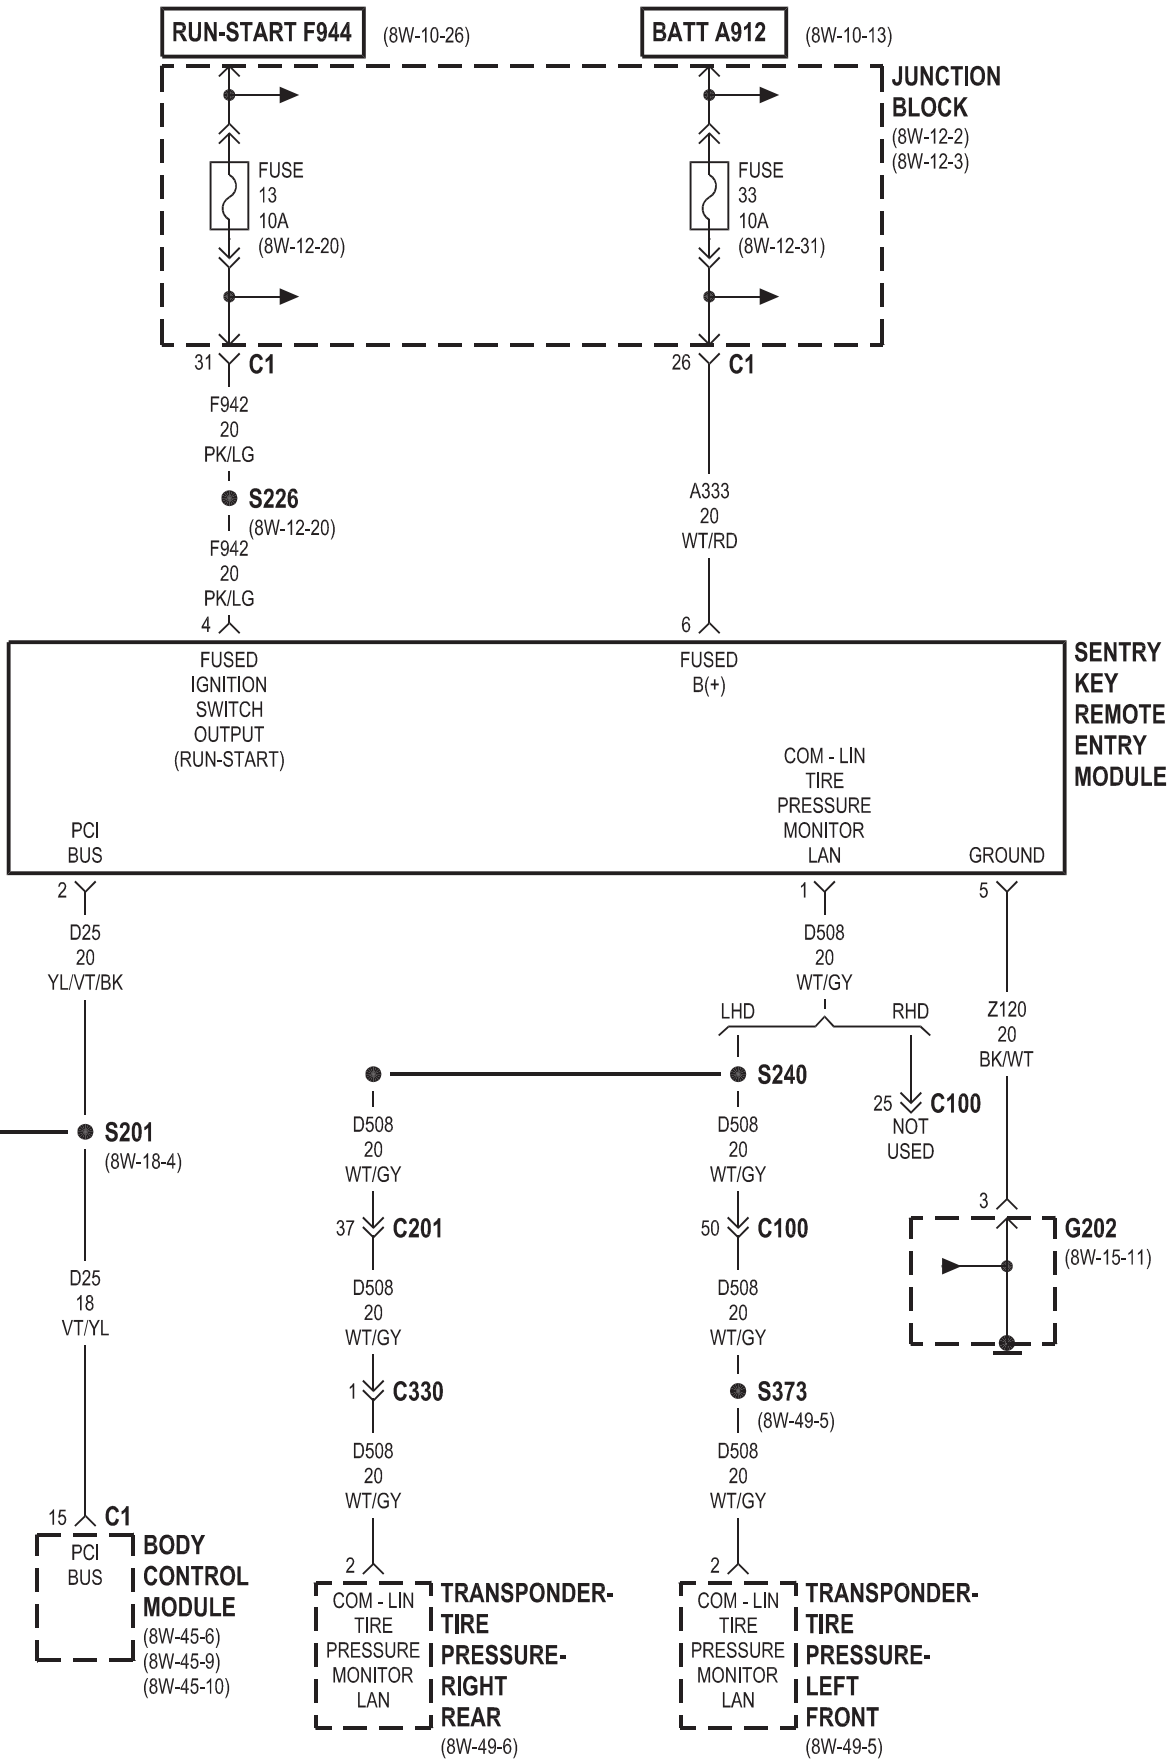 RUN-START F944 (8W-10-26)
BATT A912 (8W-10-13)
JUNCTION
BLOCK
(8W-12-2)
(8W-12-3)
FUSE
13
10A
(8W-12-20)
FUSE
33
10A
(8W-12-31)
31 C1
26 C1
F942
20
PK/LG
S226
(8W-12-20)
F942
20
PK/LG
4
A333
20
WT/RD
6
SENTRY
KEY
REMOTE
ENTRY
MODULE
FUSED
IGNITION
SWITCH
OUTPUT
(RUN-START)
FUSED
B(+)
PCI
BUS
COM - LIN
TIRE
PRESSURE
MONITOR
LAN
GROUND
2
D25
20
YL/VT/BK
S201
(8W-18-4)
D25
18
VT/YL
15 C1
PCI
BUS
BODY
CONTROL
MODULE
(8W-45-6)
(8W-45-9)
(8W-45-10)
1
D508
20
WT/GY
LHD
RHD
S240
25 C100
NOT
USED
D508
20
WT/GY
37 C201
D508
20
WT/GY
1 C330
D508
20
WT/GY
2
COM - LIN
TIRE
PRESSURE
MONITOR
LAN
TRANSPONDER-
TIRE
PRESSURE-
RIGHT
REAR
(8W-49-6)
D508
20
WT/GY
50 C100
D508
20
WT/GY
S373
(8W-49-5)
D508
20
WT/GY
2
COM - LIN
TIRE
PRESSURE
MONITOR
LAN
TRANSPONDER-
TIRE
PRESSURE-
LEFT
FRONT
(8W-49-5)
5
Z120
20
BK/WT
3
G202
(8W-15-11)